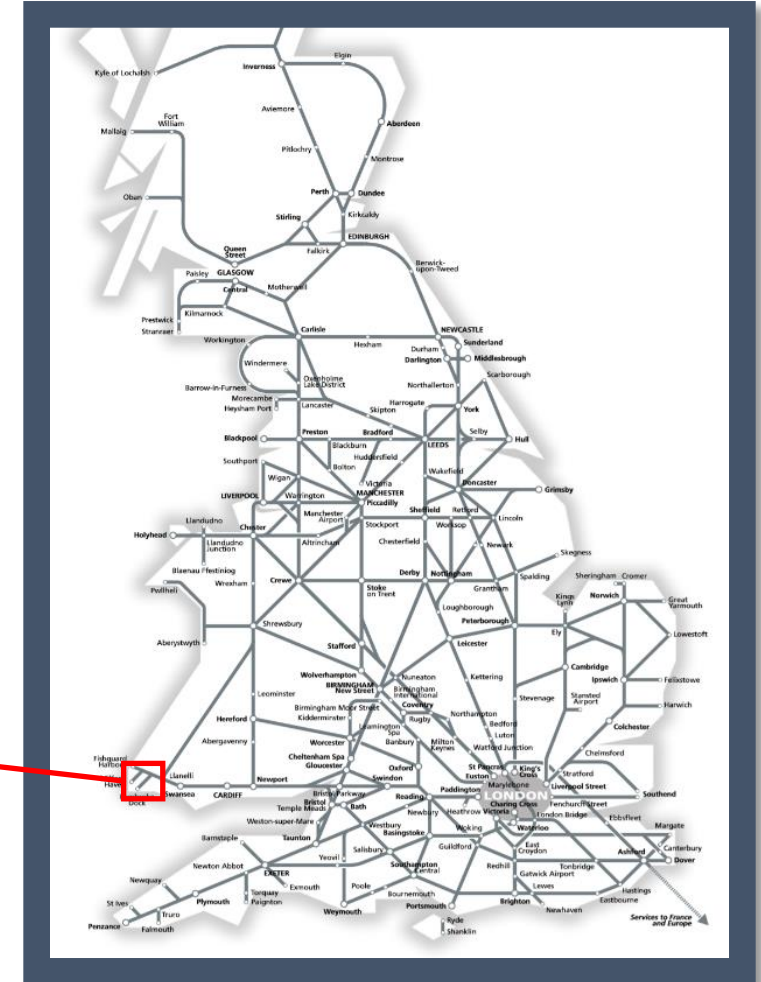 Elgin
Inverness
Kyle of Lochalsh
Aviemore
Fort
William
Mallaig
Aberdeen
Pitlochry
Montrose
Perth
Dundee
Oban
Stirling
Kirkcaldy
EDINBURGH
Queen
Street
Falkirk
GLASGOW
Central
Paisley
Motherwell
Berwick-
upon-Tweed
Prestwick
Kilmarnock
Stranraer
Carlisle
Hexham
NEWCASTLE
Sunderland
Workington
Durham
Darlington
Middlesbrough
Windermere
Oxenholme
Lake District
Northallerton
Scarborough
Barrow-in-Furness
Morecambe
Heysham Port
Lancaster
Skipton
Harrogate
York
Blackpool
Preston
Bradford
LEEDS
Selby
Hull
Blackburn
Huddersfield
Southport
Bolton
Wakefield
Wigan
Victoria
MANCHESTER
Piccadilly
Doncaster
LIVERPOOL
Warrington
Grimsby
Manchester
Airport
Stockport
Sheffield
Retford
Worksop
Lincoln
Llandudno
Chester
Holyhead
Llandudno
Junction
Altrincham
Chesterfield
Newark
Skegness
Blaenau Ffestiniog
Wrexham
Crewe
Stoke
on Trent
Derby
Nottingham
Grantham
Spalding
Sheringham
Cromer
Pwllheli
Loughborough
Kings
Lynn
Norwich
Great
Yarmouth
Aberystwyth
Shrewsbury
Stafford
Leicester
Peterborough
Ely
Lowestoft
Wolverhampton
BIRMINGHAM
New Street
Nuneaton
Birmingham
International
Kettering
Cambridge
Ipswich
Felixstowe
Leominster
Birmingham Moor Street
Kidderminster
Coventry
Rugby
Northampton
Stevenage
Stansted
Airport
Harwich
Hereford
Leamington
Spa
Bedford
Colchester
Abergavenny
Worcester
Banbury
Milton
Keynes
Luton
Watford Junction
Chelmsford
Cheltenham Spa
Gloucester
Oxford
St Pancras
Euston
King's
Cross
Stratford
Fishguard
Llanelli
Dock
Swansea
CARDIFF
Newport
Bristol Parkway
Swindon
Paddington
Marylebone
Liverpool Street
LONDON
Bristol
Temple Meads
Bath
Reading
Heathrow
Victoria
Charing Cross
Fenchurch Street
Southend
Weston-super-Mare
Newbury
London Bridge
Ebbsfleet
Westbury
Basingstoke
Woking
Waterloo
Margate
Barnstaple
Taunton
Salisbury
Guildford
East
Croydon
Canterbury
Yeovil
Southampton
Central
Redhill
Tonbridge
Ashford
Dover
Newton Abbot
EXETER
Gatwick Airport
Newquay
Exmouth
Poole
Bournemouth
Lewes
Hastings
Eastbourne
St Ives
Plymouth
Torquay
Paignton
Weymouth
Portsmouth
Brighton
Newhaven
Truro
Penzance
Falmouth
Ryde
Shanklin
Services to France
and Europe